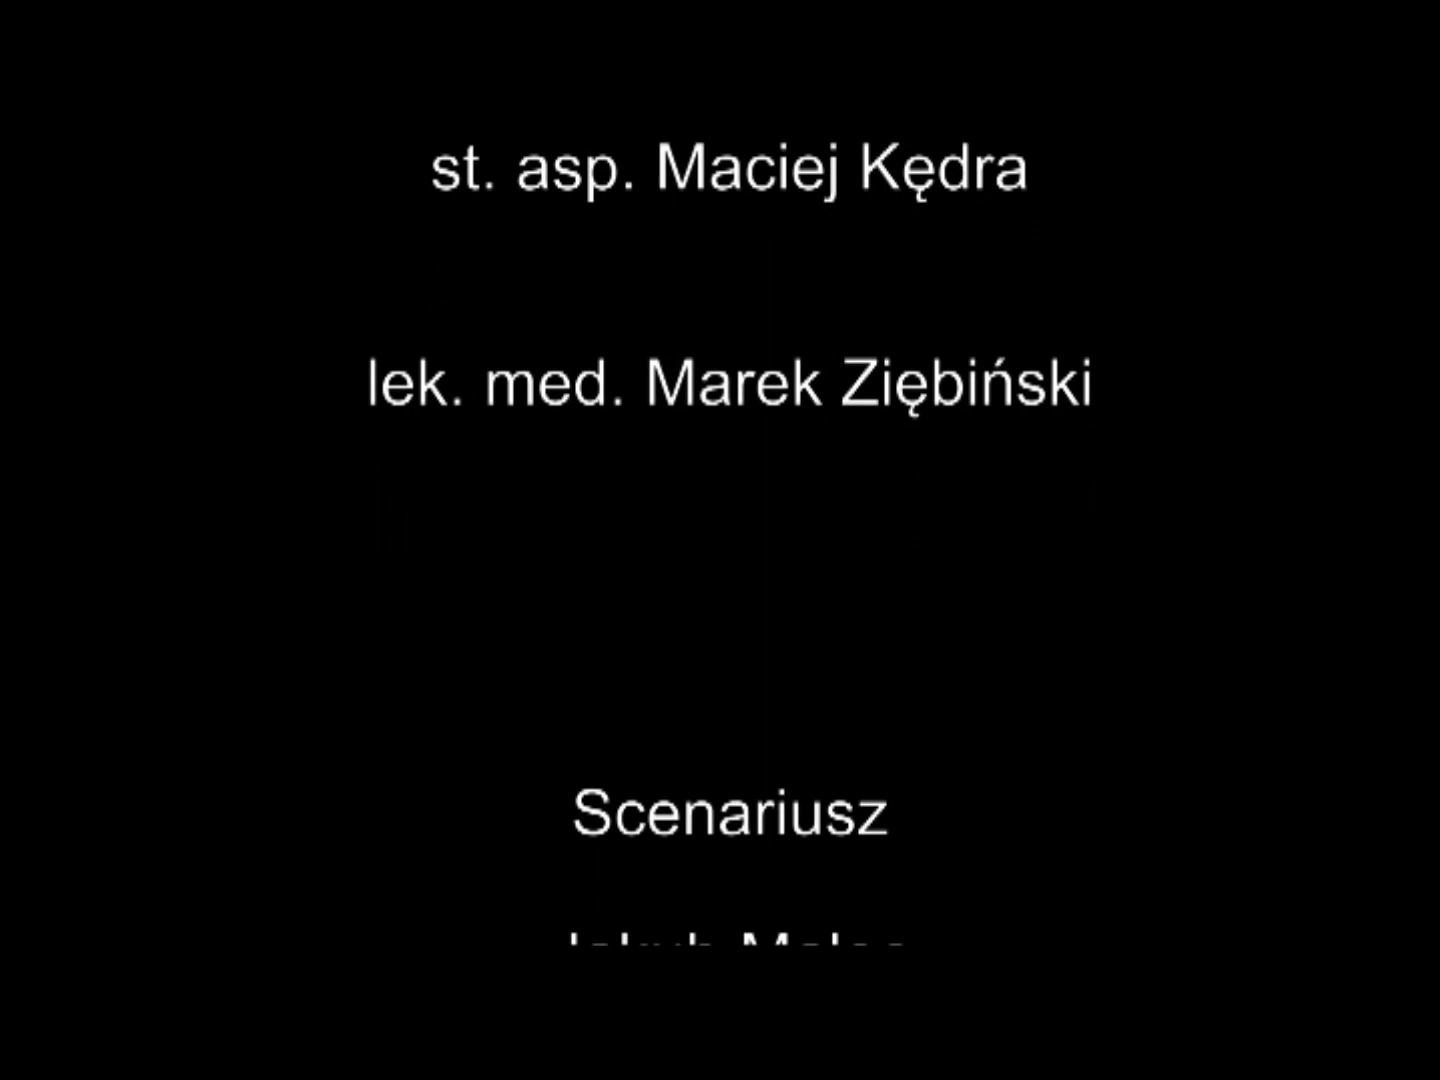 st. asp. Maciej Kędra
lek. med. Marek Ziębiński
Scenariusz